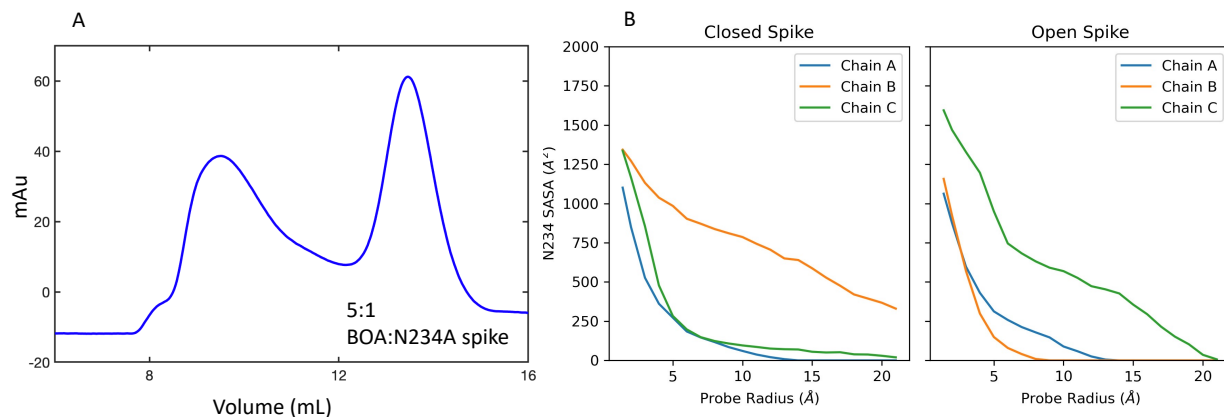 A
60
40
20
0
-20
mAu
8
12
16
Volume (mL)
5:1
BOA:N234A spike
B
Closed Spike
2000
1750
1500
1250
1000
750
500
250
0
N234 SASA (Å²)
Chain A
Chain B
Chain C
5
10
15
20
Probe Radius (Å)
Open Spike
Chain A
Chain B
Chain C
5
10
15
20
Probe Radius (Å)